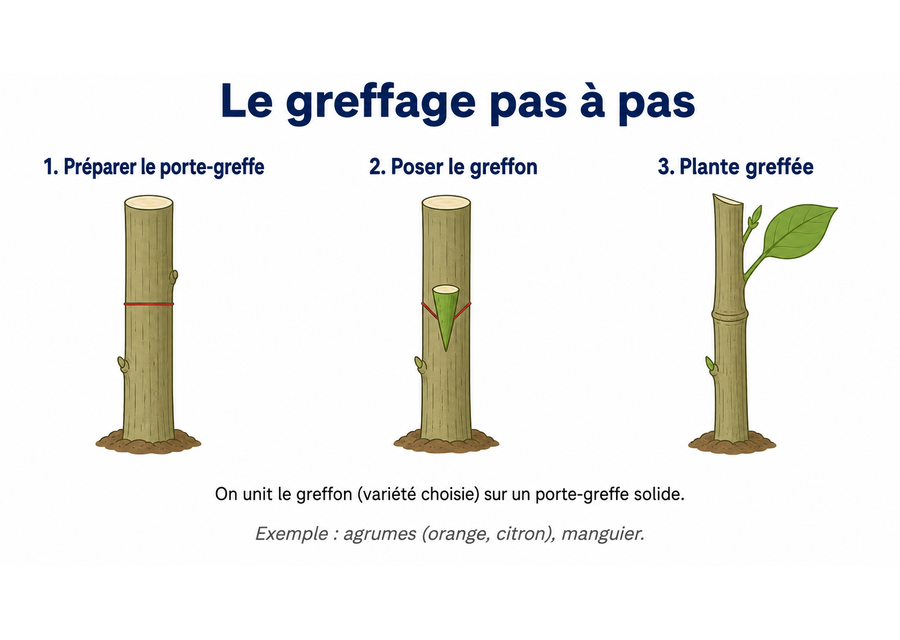 Le greffage pas à pas
1. Préparer le porte-greffe
2. Poser le greffon
3. Plante greffée
On unit le greffon (variété choisie) sur un porte-greffe solide.
Exemple : agrumes (orange, citron), manguier.